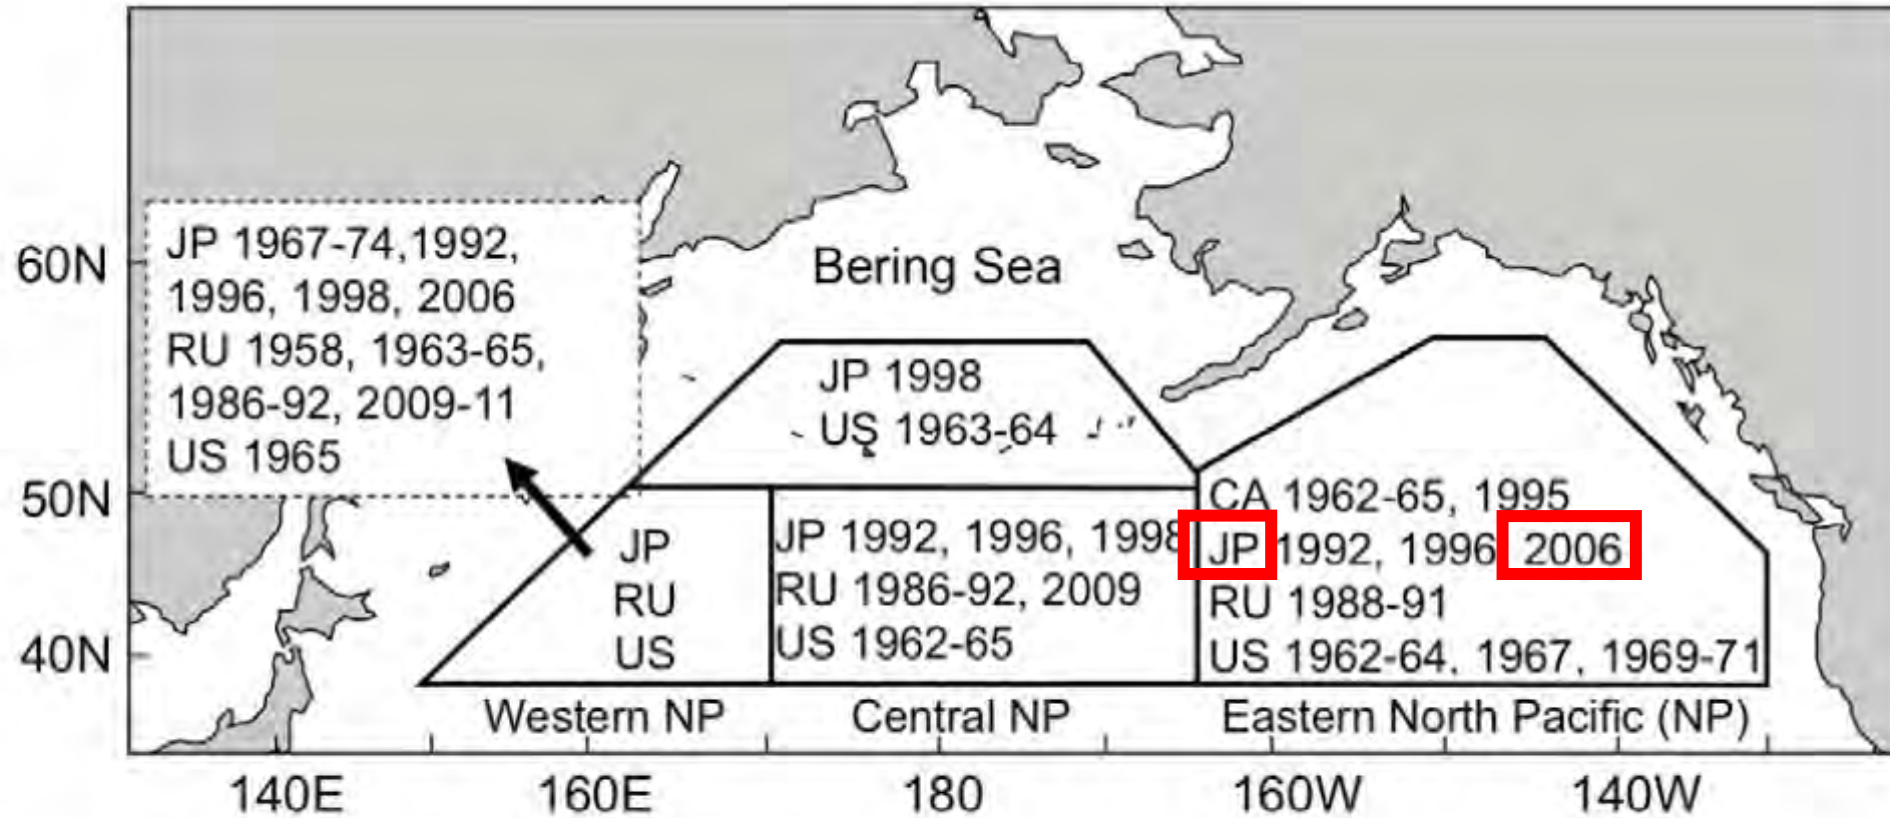 60N
50N
40N
JP 1967-74,1992,
1996, 1998, 2006
RU 1958, 1963-65,
1986-92, 2009-11
US 1965
Bering Sea
JP 1998
US 1963-64
JP
RU
US
JP 1992, 1996, 1998
RU 1986-92, 2009
US 1962-65
CA 1962-65, 1995
JP 1992, 1996, 2006
RU 1988-91
US 1962-64, 1967, 1969-71
Western NP
Central NP
Eastern North Pacific (NP)
140E
160E
180
160W
140W